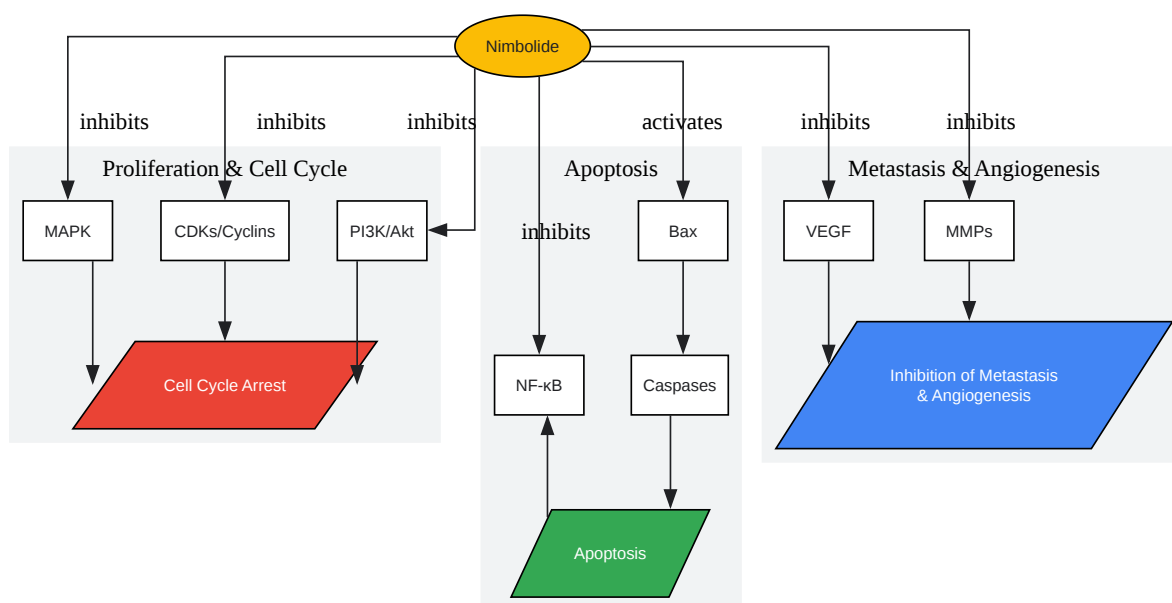 Nimbolide
inhibits
inhibits
inhibits
activates
inhibits
inhibits
Proliferation & Cell Cycle
Apoptosis
Metastasis & Angiogenesis
MAPK
CDKs/Cyclins
PI3K/Akt
inhibits
Bax
VEGF
MMPs
Cell Cycle Arrest
NF-κB
Caspases
Inhibition of Metastasis
& Angiogenesis
Apoptosis